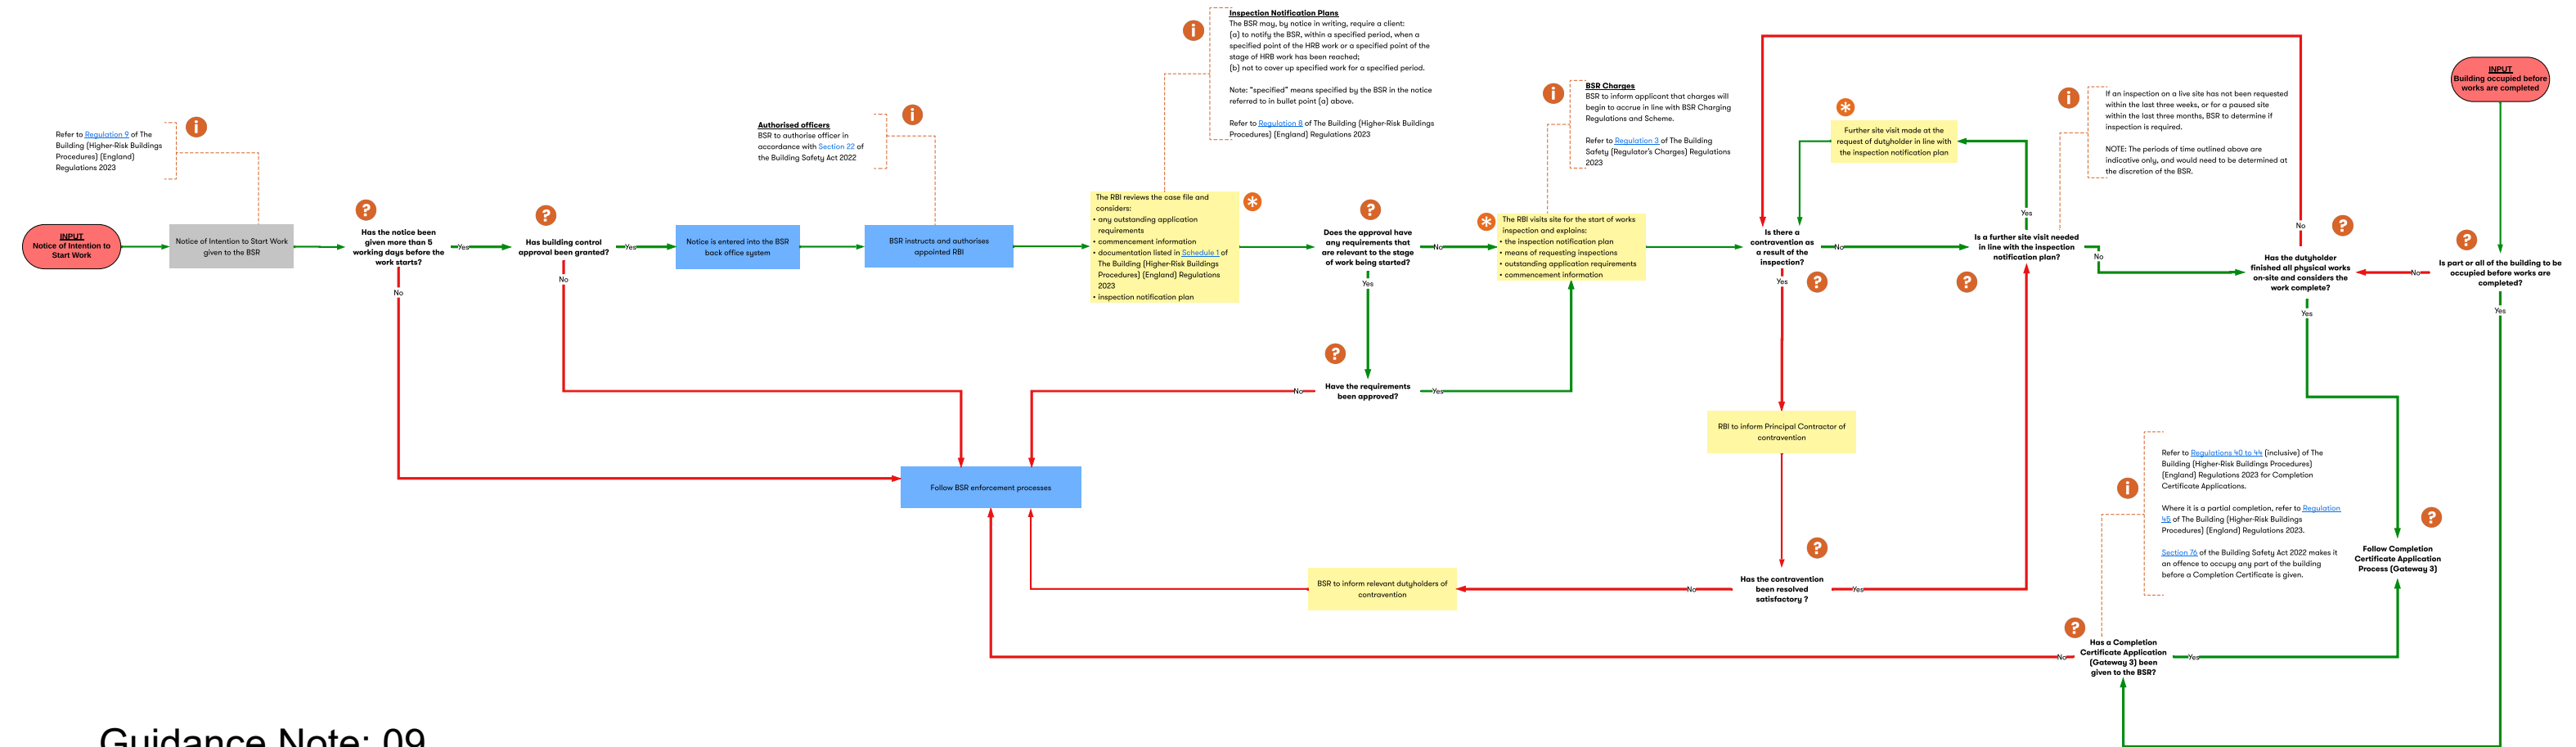 Refer to Regulation 9 of The
Building (Higher-Risk Buildings
Procedures) (England)
Regulations 2023
i
INPUT
Notice of Intention to
Start Work
Notice of Intention to Start Work
given to the BSR
?
Has the notice been
given more than 5
working days before the
work starts?
Yes
No
?
Has building control
approval been granted?
Yes
No
Notice is entered into the BSR
back office system
Authorised officers
BSR to authorise officer in
accordance with Section 22 of
the Building Safety Act 2022
i
BSR instructs and authorises
appointed RBI
i
Inspection Notification Plans
The BSR may, by notice in writing, require a client:
(a) to notify the BSR, within a specified period, when a
specified point of the HRB work or a specified point of the
stage of HRB work has been reached;
(b) not to cover up specified work for a specified period.
Note: "specified" means specified by the BSR in the notice
referred to in bullet point (a) above.
Refer to Regulation 8 of The Building (Higher-Risk Buildings
Procedures) (England) Regulations 2023
The RBI reviews the case file and
considers:
• any outstanding application
requirements
• commencement information
• documentation listed in Schedule 1 of
The Building (Higher-Risk Buildings
Procedures) (England) Regulations
2023
• inspection notification plan
*
?
Does the approval have
any requirements that
are relevant to the stage
of work being started?
No
Yes
?
Have the requirements
been approved?
No
Yes
i
BSR Charges
BSR to inform applicant that charges will
begin to accrue in line with BSR Charging
Regulations and Scheme.
Refer to Regulation 3 of The Building
Safety (Regulator's Charges) Regulations
2023
*
The RBI visits site for the start of works
inspection and explains:
• the inspection notification plan
• means of requesting inspections
• outstanding application requirements
• commencement information
Is there a
contravention as
a result of the
inspection?
?
No
Yes
*
Further site visit made at the
request of dutyholder in line with
the inspection notification plan
Yes
Is a further site visit needed
in line with the inspection
notification plan?
?
No
i
If an inspection on a live site has not been requested
within the last three weeks, or for a paused site
within the last three months, BSR to determine if
inspection is required.
NOTE: The periods of time outlined above are
indicative only, and would need to be determined at
the discretion of the BSR.
No
?
Has the dutyholder
finished all physical works
on-site and considers the
work complete?
Yes
No
INPUT
Building occupied before
works are completed
?
Is part or all of the building to be
occupied before works are
completed?
Yes
RBI to inform Principal Contractor of
contravention
Follow BSR enforcement processes
?
Has the contravention
been resolved
satisfactory ?
No
Yes
BSR to inform relevant dutyholders of
contravention
i
Refer to Regulations 40 to 44 (inclusive) of The
Building (Higher-Risk Buildings Procedures)
(England) Regulations 2023 for Completion
Certificate Applications.
Where it is a partial completion, refer to Regulation
45 of The Building (Higher-Risk Buildings
Procedures) (England) Regulations 2023.
Section 76 of the Building Safety Act 2022 makes it
an offence to occupy any part of the building
before a Completion Certificate is given.
?
Follow Completion
Certificate Application
Process (Gateway 3)
?
Has a Completion
Certificate Application
(Gateway 3) been
given to the BSR?
No
Yes
Guidance Note: 09